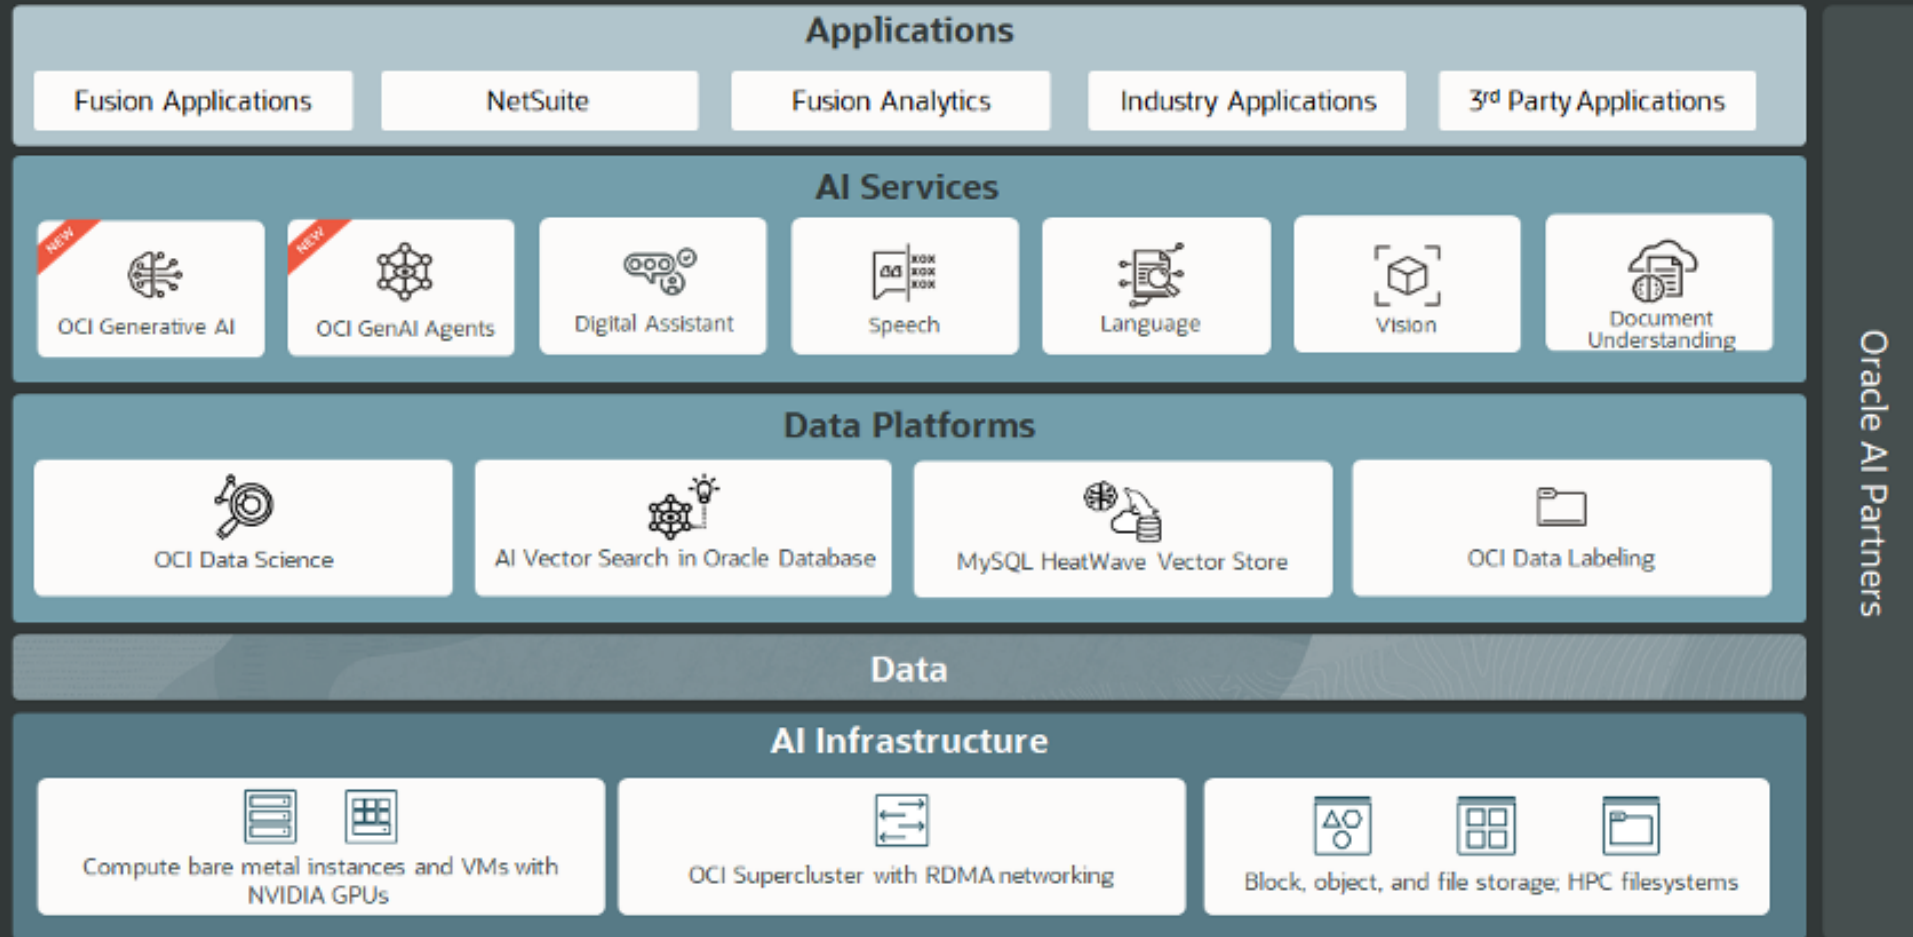 Applications
Fusion Applications
NetSuite
Fusion Analytics
Industry Applications
3rd Party Applications
AI Services
NEW
OCI Generative AI
NEW
OCI GenAI Agents
Digital Assistant
Speech
Language
Vision
Document
Understanding
Data Platforms
OCI Data Science
AI Vector Search in Oracle Database
MySQL HeatWave Vector Store
OCI Data Labeling
Data
AI Infrastructure
Compute bare metal instances and VMs with
NVIDIA GPUs
OCI Supercluster with RDMA networking
Block, object, and file storage; HPC filesystems
Oracle AI Partners